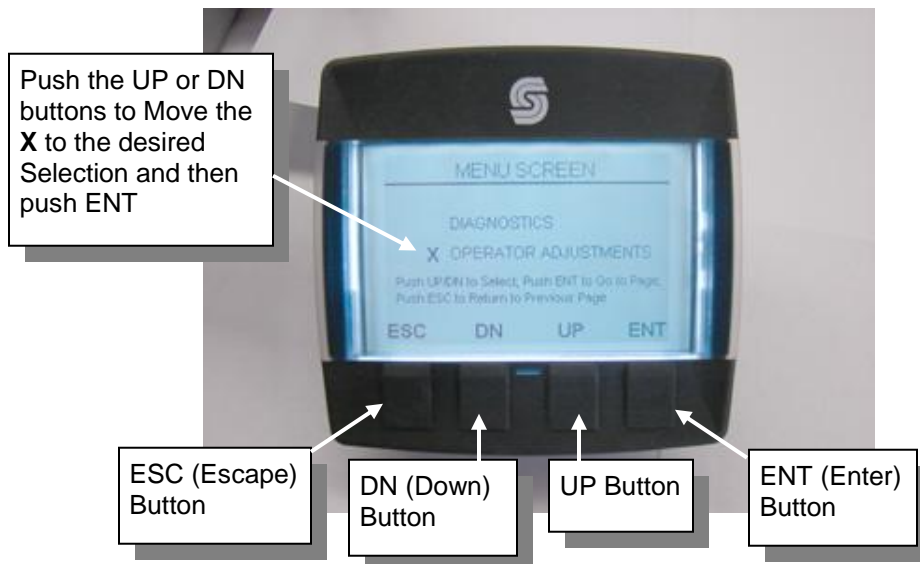 Push the UP or DN
buttons to Move the
X to the desired
Selection and then
push ENT
MENU SCREEN
DIAGNOSTICS
X OPERATOR ADJUSTMENTS
Push UP/DN to Select, Push ENT to Go to Page,
Push ESC to Return to Previous Page
ESC DN UP ENT
ESC (Escape)
Button
DN (Down)
Button
UP Button
ENT (Enter)
Button